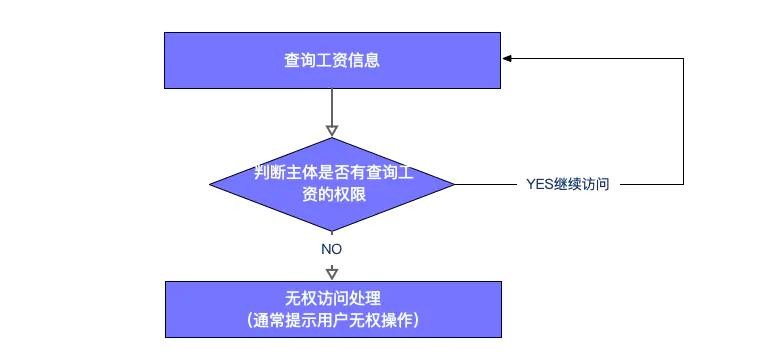 查询工资信息
判断主体是否有查询工
资的权限
YES继续访问
NO
无权访问处理
（通常提示用户无权操作）